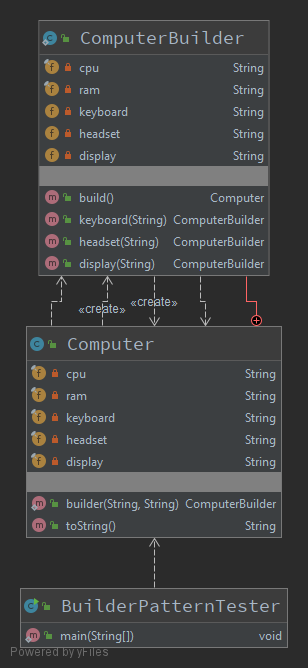 ComputerBuilder
cpu String
ram String
keyboard String
headset String
display String
build() Computer
keyboard(String) ComputerBuilder
headset(String) ComputerBuilder
display(String) ComputerBuilder
«create» «create»
Computer
cpu String
ram String
keyboard String
headset String
display String
builder(String, String) ComputerBuilder
toString() String
BuilderPatternTester
main(String[]) void
Powered by yFiles